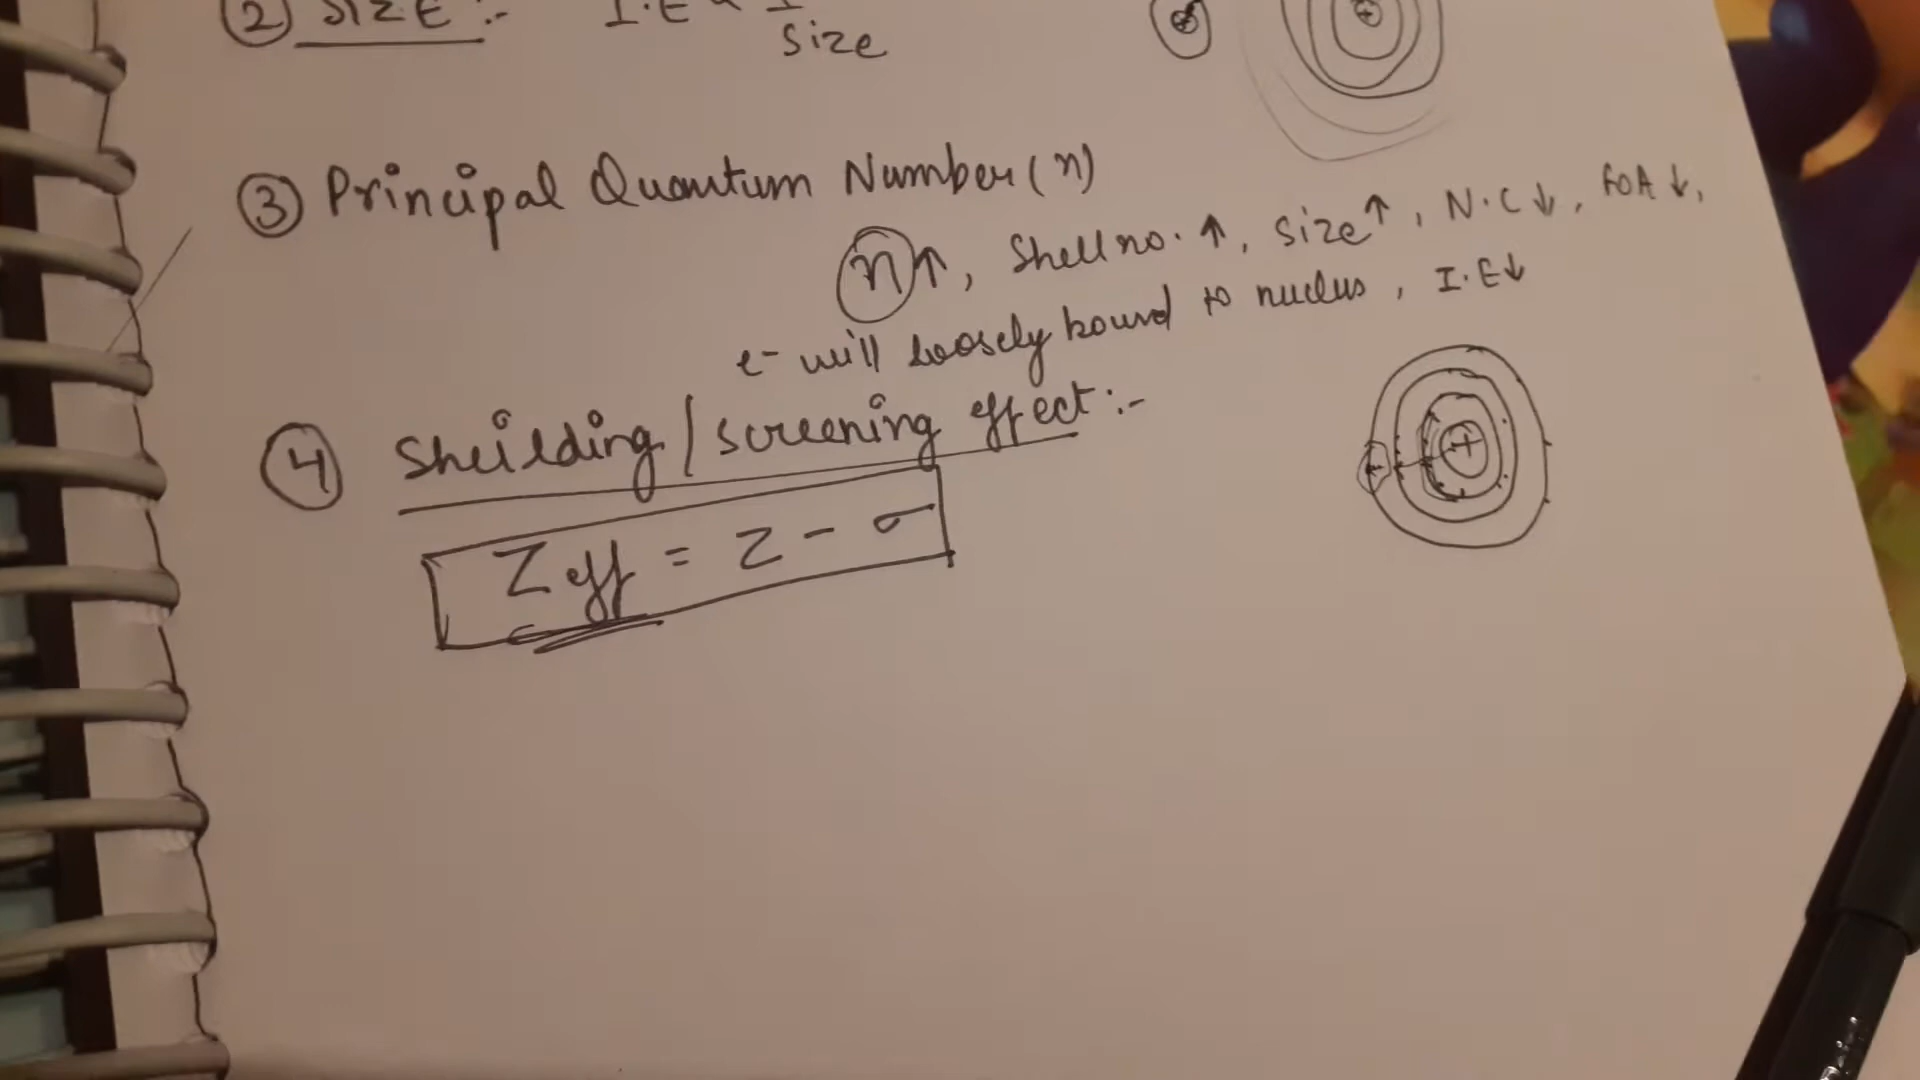 ② SIZE :- I.E
Size
③ Principal Quantum Number (n)
n↑, Shell no. ↑, Size↑, N.C↓, FOA↓,
e- will loosely bound to nucleus, I.E↓
④ Sheilding / screening effect :-
Zeff = Z - σ